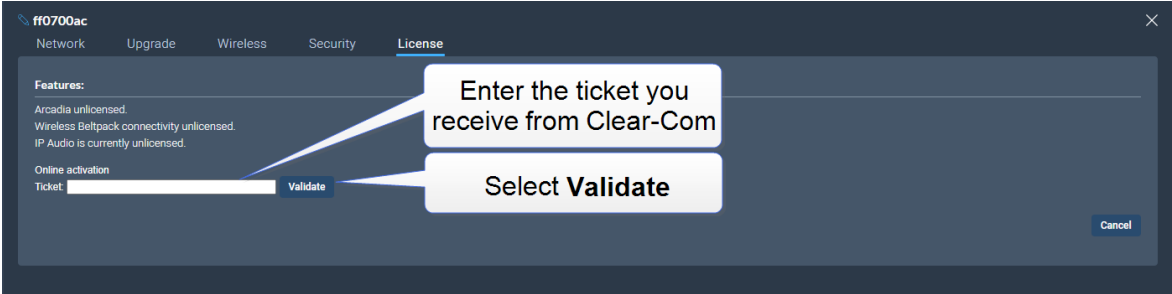 ff0700ac
Network Upgrade Wireless Security License
Features:
Arcadia unlicensed.
Wireless Beltpack connectivity unlicensed.
IP Audio is currently unlicensed.
Enter the ticket you
receive from Clear-Com
Online activation
Ticket: Validate
Select Validate
Cancel